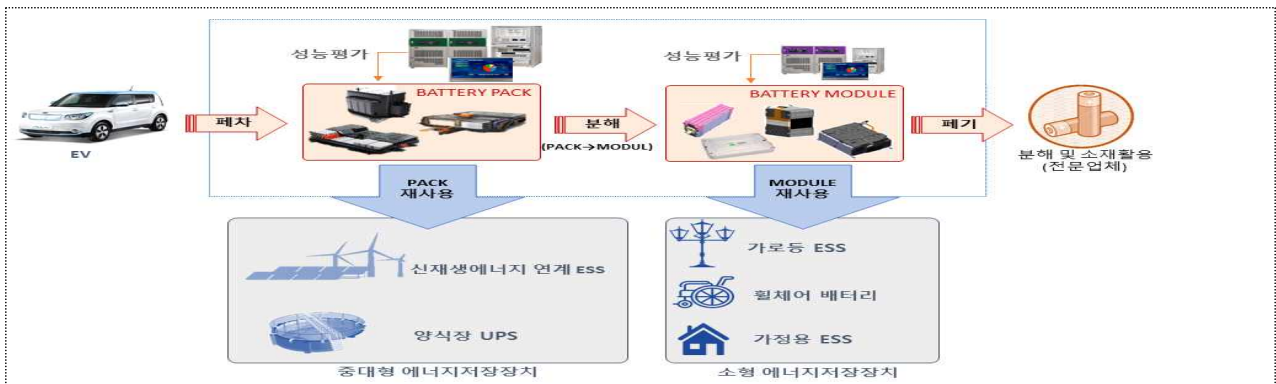 성능평가
성능평가
BATTERY PACK
BATTERY MODULE
EV
폐차
분해
(PACK→MODUL)
폐기
분해 및 소재활용
(전문업체)
PACK
재사용
MODULE
재사용
신재생에너지 연계 ESS
양식장 UPS
중대형 에너지저장장치
가로등 ESS
휠체어 배터리
가정용 ESS
소형 에너지저장장치